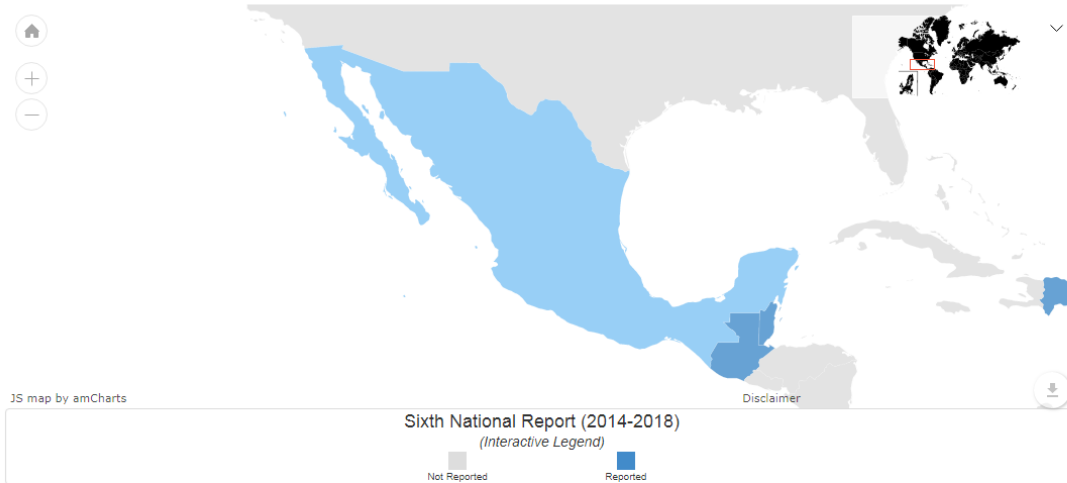 JS map by amCharts
Disclaimer
Sixth National Report (2014-2018)
(Interactive Legend)
Not Reported
Reported